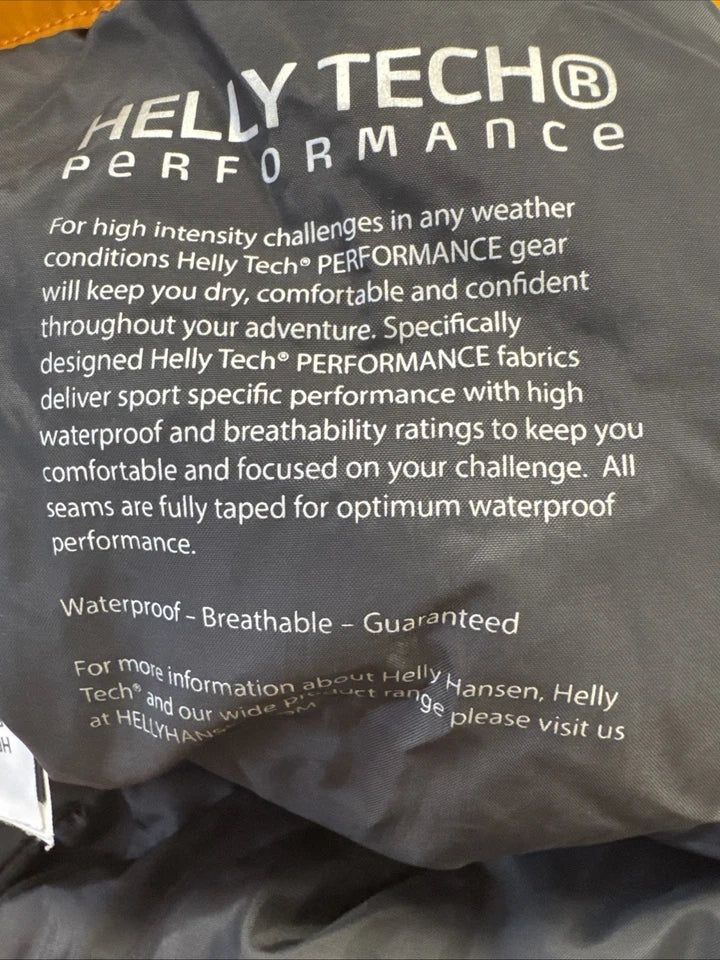 HELLY TECH®
PERFORMANCE
For high intensity challenges in any weather
conditions Helly Tech® PERFORMANCE gear
will keep you dry, comfortable and confident
throughout your adventure. Specifically
designed Helly Tech® PERFORMANCE fabrics
deliver sport specific performance with high
waterproof and breathability ratings to keep you
comfortable and focused on your challenge. All
seams are fully taped for optimum waterproof
performance.
Waterproof – Breathable – Guaranteed
For more information about Helly Hansen, Helly
Tech® and our wide product range please visit us
at